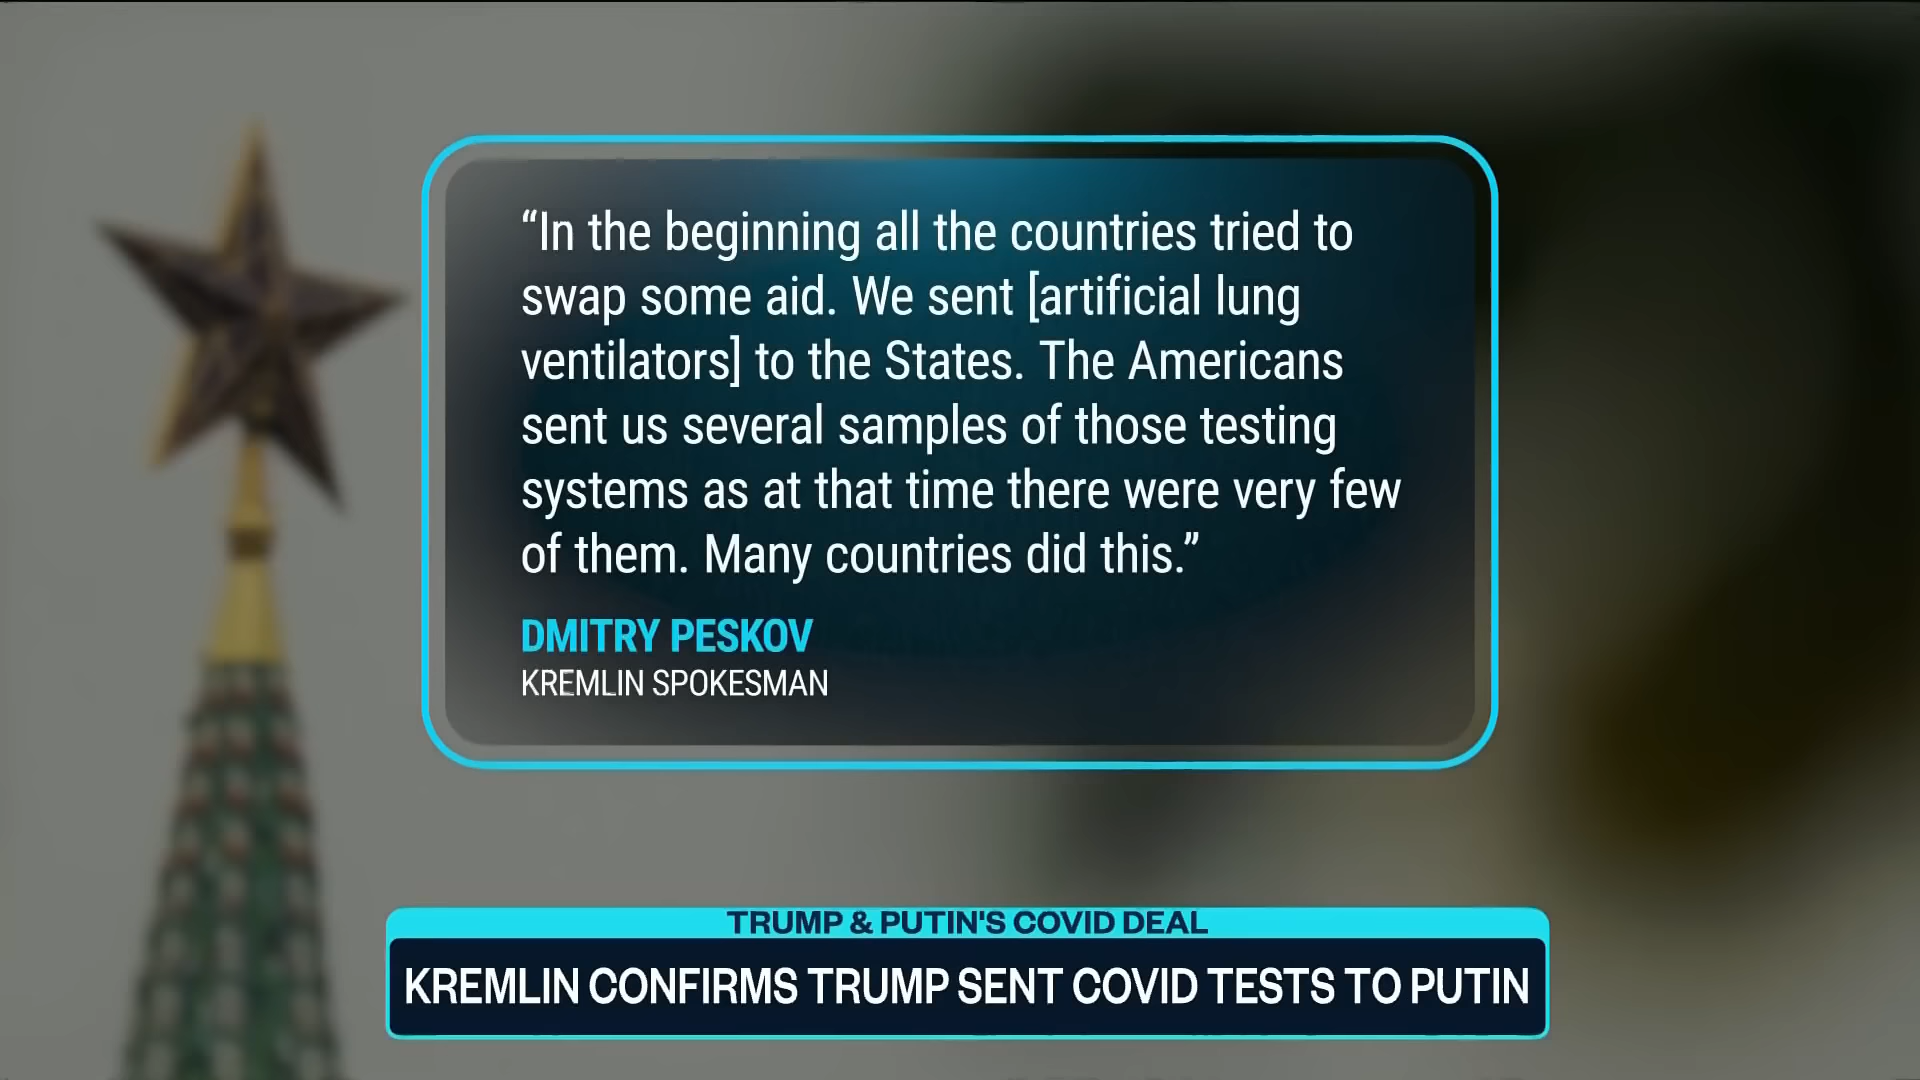 “In the beginning all the countries tried to
swap some aid. We sent [artificial lung
ventilators] to the States. The Americans
sent us several samples of those testing
systems as at that time there were very few
of them. Many countries did this.”
DMITRY PESKOV
KREMLIN SPOKESMAN
TRUMP & PUTIN'S COVID DEAL
KREMLIN CONFIRMS TRUMP SENT COVID TESTS TO PUTIN